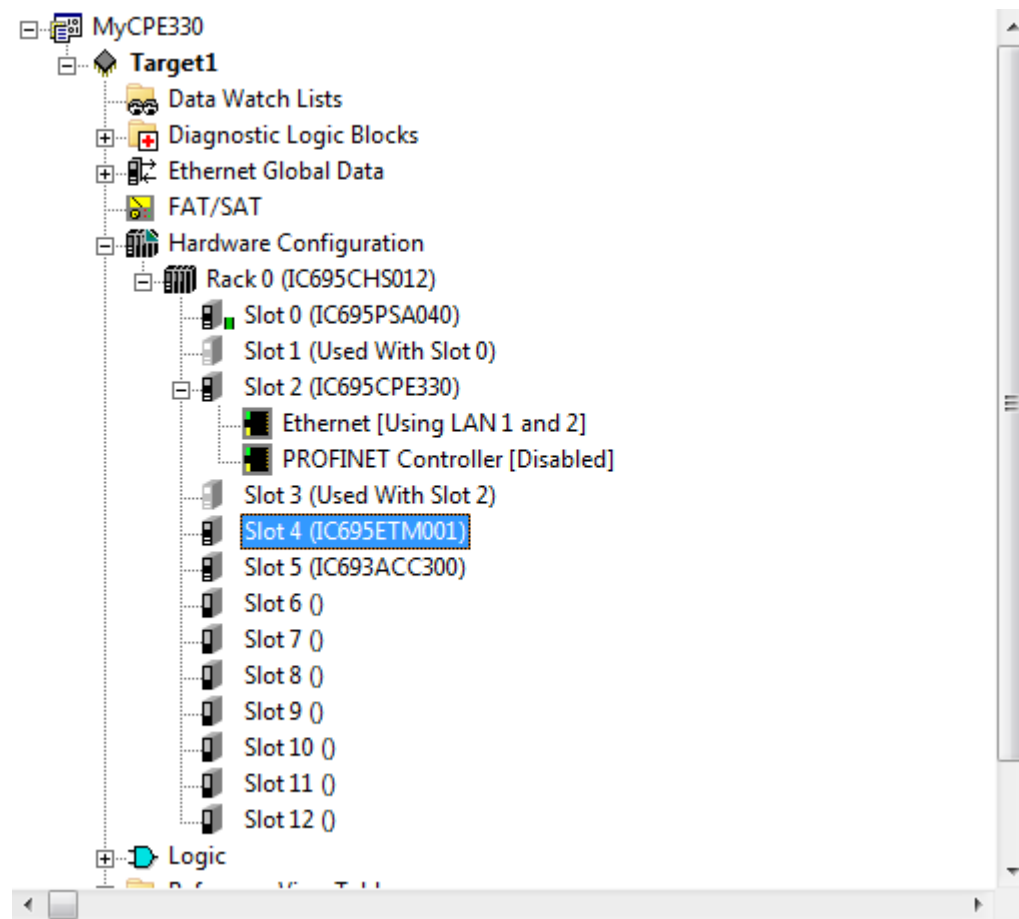 MyCPE330
Target1
Data Watch Lists
Diagnostic Logic Blocks
Ethernet Global Data
FAT/SAT
Hardware Configuration
Rack 0 (IC695CHS012)
Slot 0 (IC695PSA040)
Slot 1 (Used With Slot 0)
Slot 2 (IC695CPE330)
Ethernet [Using LAN 1 and 2]
PROFINET Controller [Disabled]
Slot 3 (Used With Slot 2)
Slot 4 (IC695ETM001)
Slot 5 (IC693ACC300)
Slot 6 ()
Slot 7 ()
Slot 8 ()
Slot 9 ()
Slot 10 ()
Slot 11 ()
Slot 12 ()
Logic